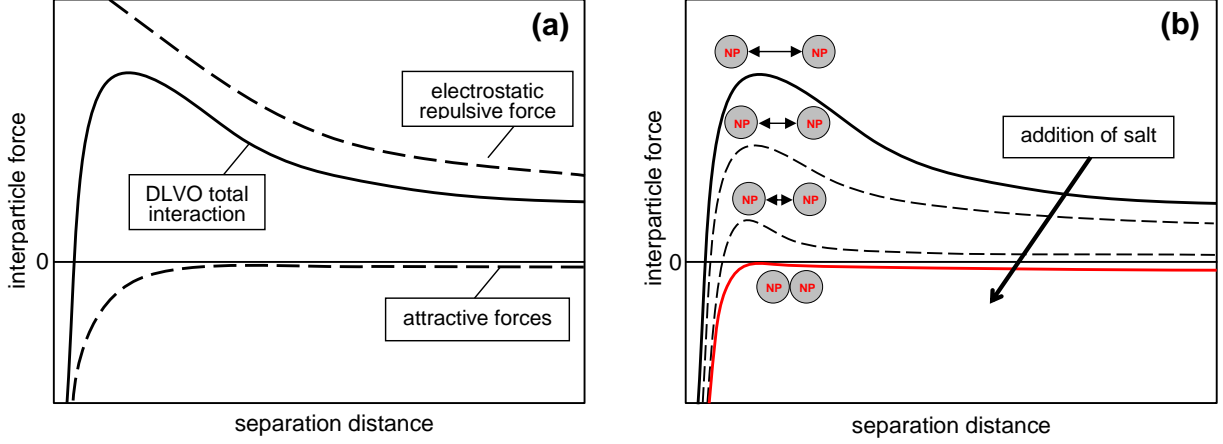 (a)
electrostatic
repulsive force
DLVO total
interaction
attractive forces
0
interparticle force
separation distance
(b)
NP NP
NP NP
addition of salt
NP NP
NP NP
0
interparticle force
separation distance